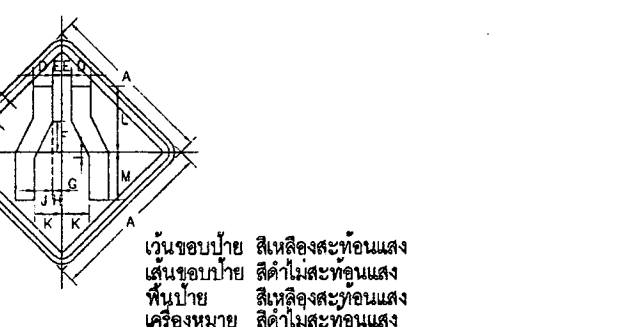 A
D E E D
L
F
G
M
J H
K K
A
เว้นขอบป้าย สีเหลืองสะท้อนแสง
เส้นขอบป้าย สีดำไม่สะท้อนแสง
พื้นป้าย สีเหลืองสะท้อนแสง
เครื่องหมาย สีดำไม่สะท้อนแสง